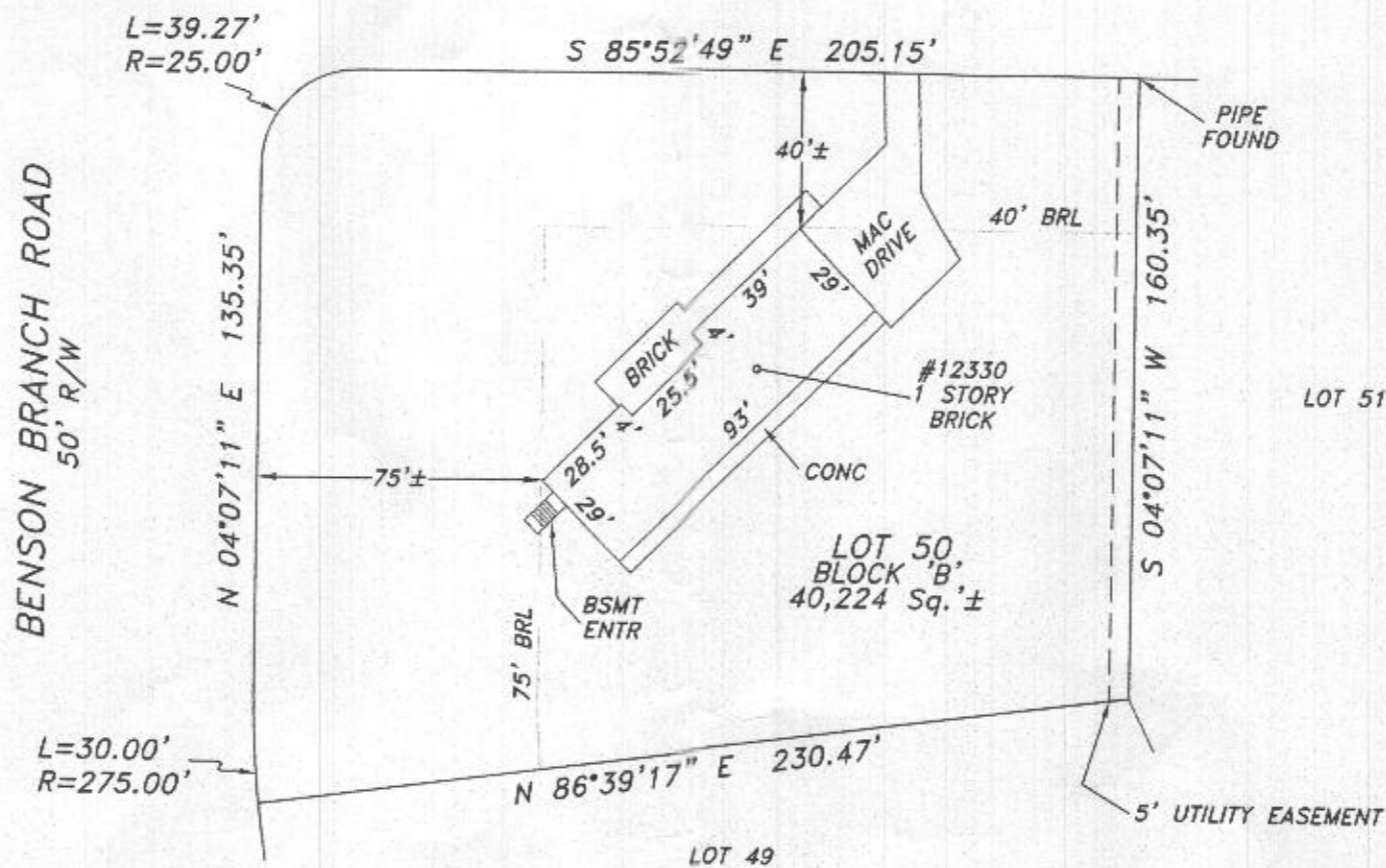 L=39.27'
R=25.00'
S 85°52'49" E 205.15'
PIPE
FOUND
40'±
BENSON BRANCH ROAD
50' R/W
N 04°07'11" E 135.35'
MAC
DRIVE
40' BRL
S 04°07'11" W 160.35'
39'
29'
BRICK
4'
25.5'
#12330
1 STORY
BRICK
LOT 51
93'
4'
28.5'
CONC
75'±
29'
LOT 50
BLOCK 'B'
40,224 Sq.'±
BSMT
ENTR
75' BRL
L=30.00'
R=275.00'
N 86°39'17" E 230.47'
5' UTILITY EASEMENT
LOT 49